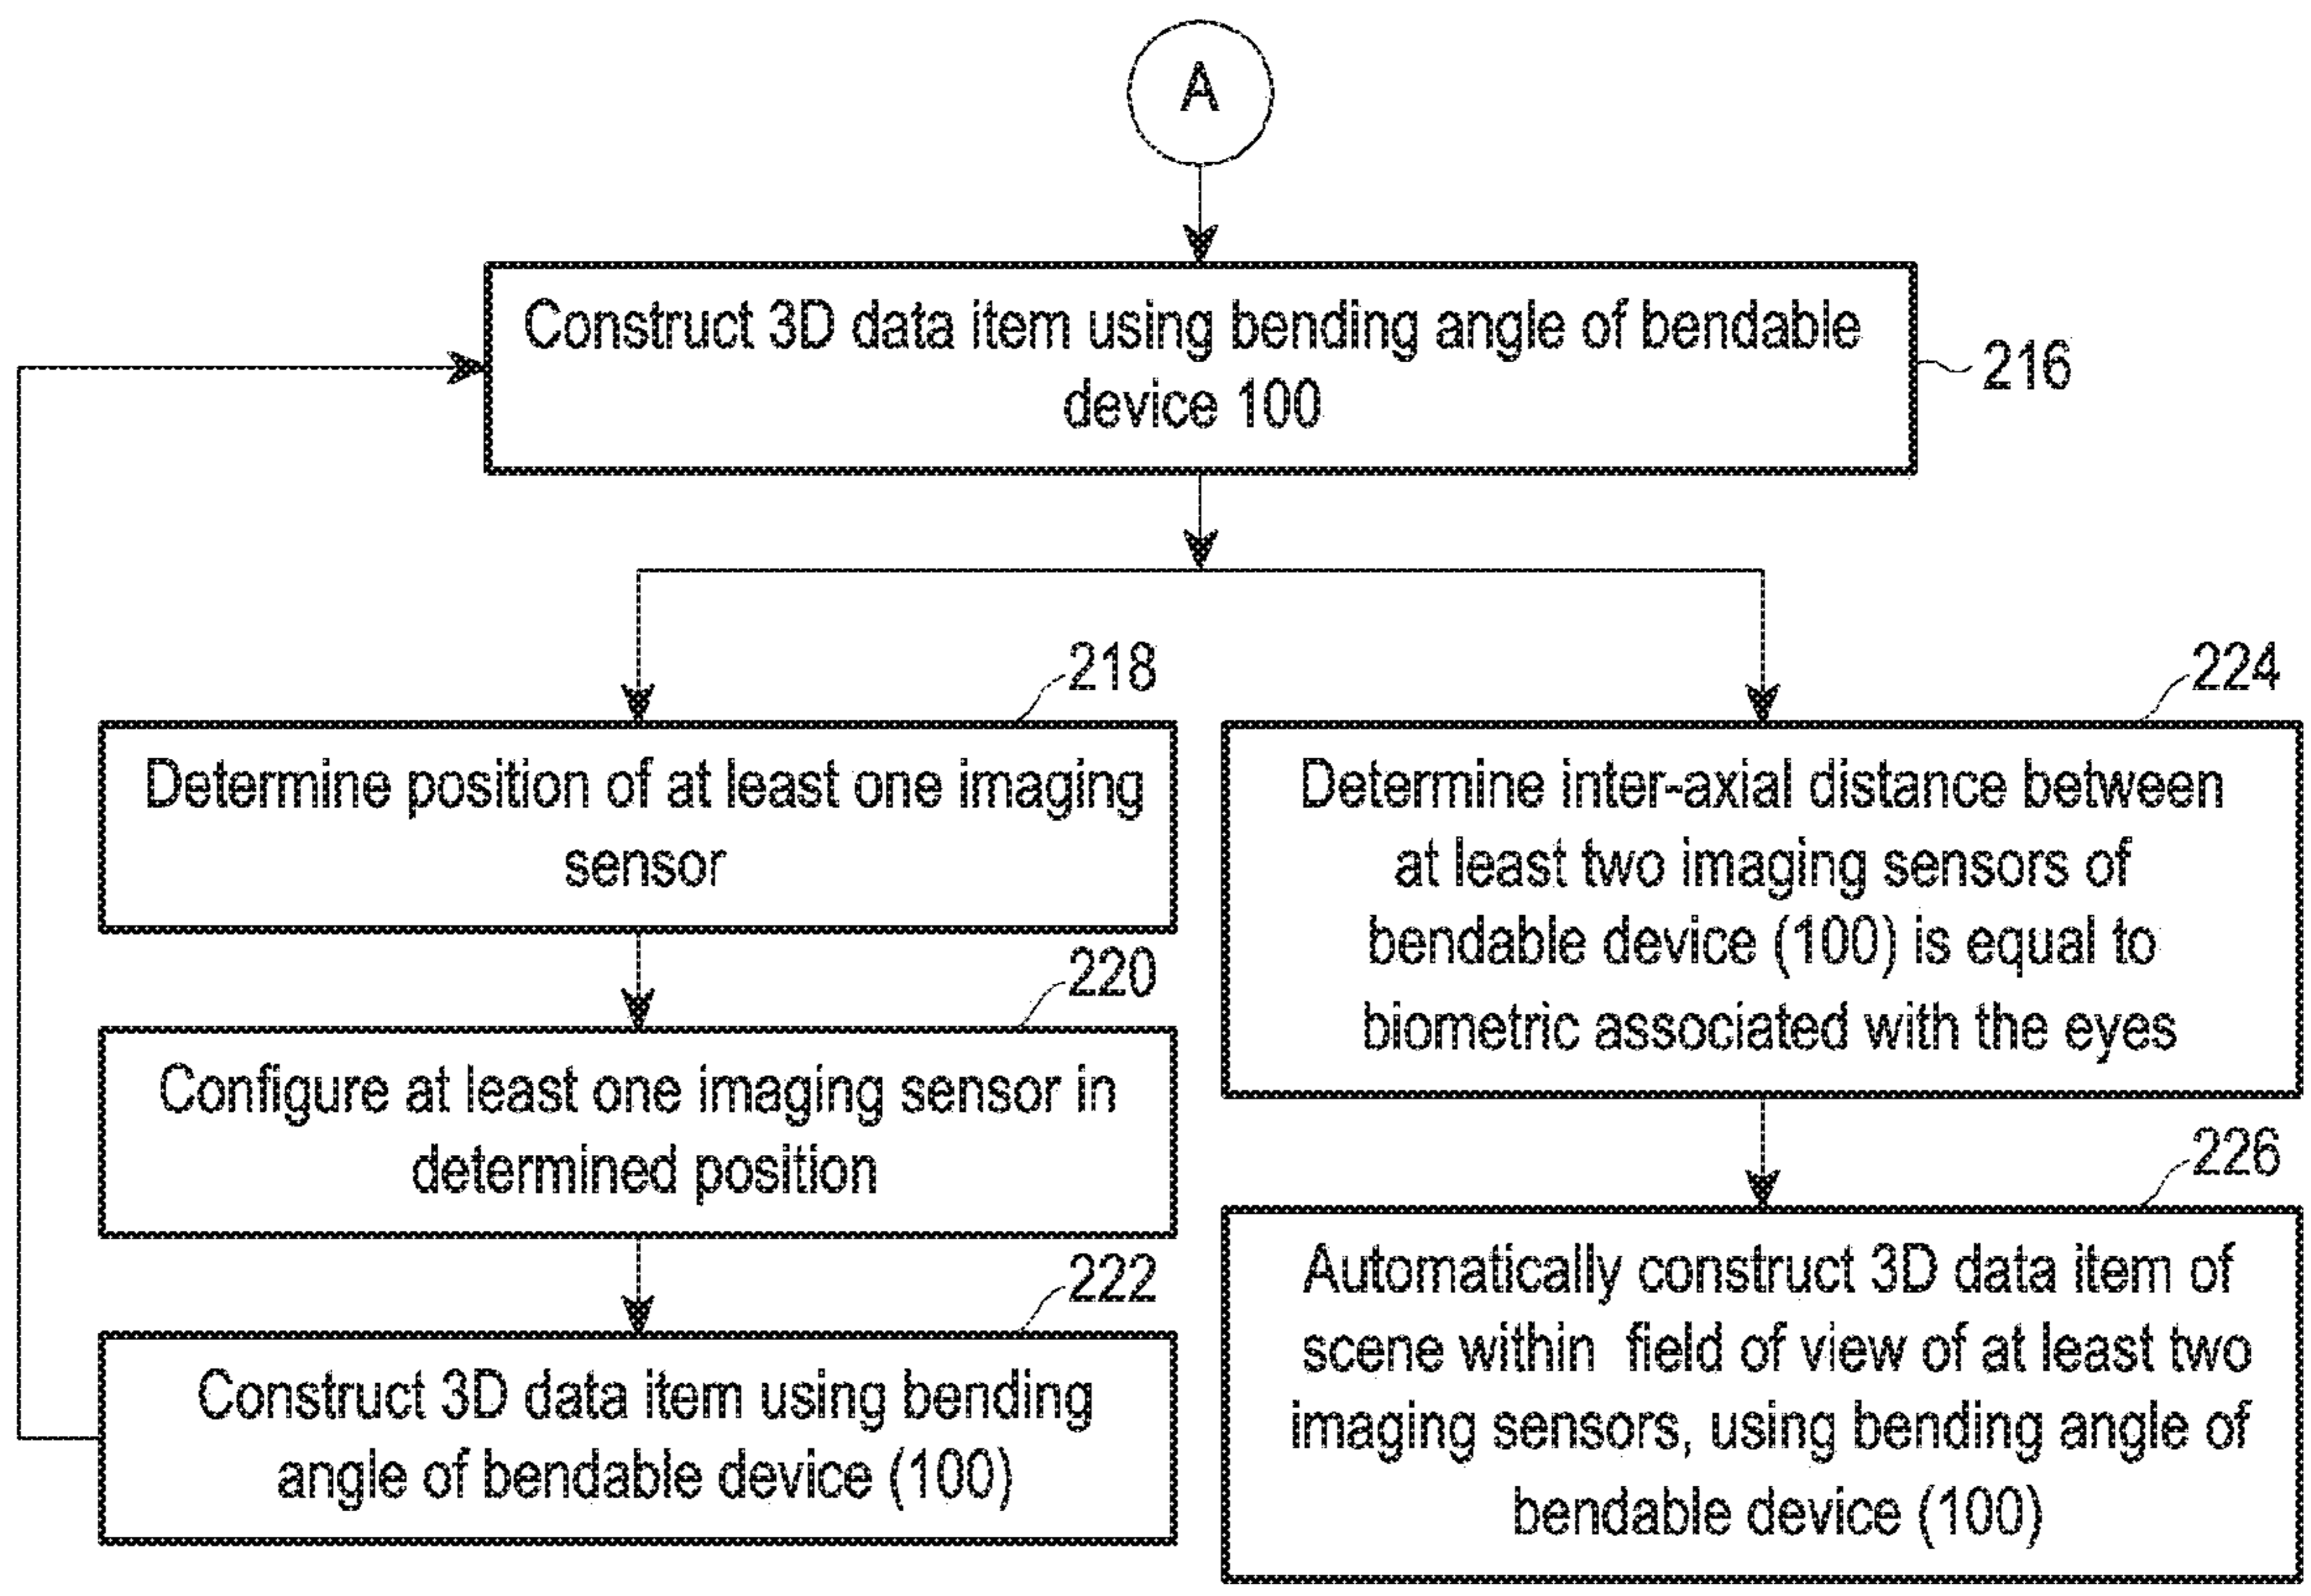 A
Construct 3D data item using bending angle of bendable
device 100
216
218
Determine position of at least one imaging
sensor
220
Configure at least one imaging sensor in
determined position
222
Construct 3D data item using bending
angle of bendable device (100)
224
Determine inter-axial distance between
at least two imaging sensors of
bendable device (100) is equal to
biometric associated with the eyes
226
Automatically construct 3D data item of
scene within field of view of at least two
imaging sensors, using bending angle of
bendable device (100)